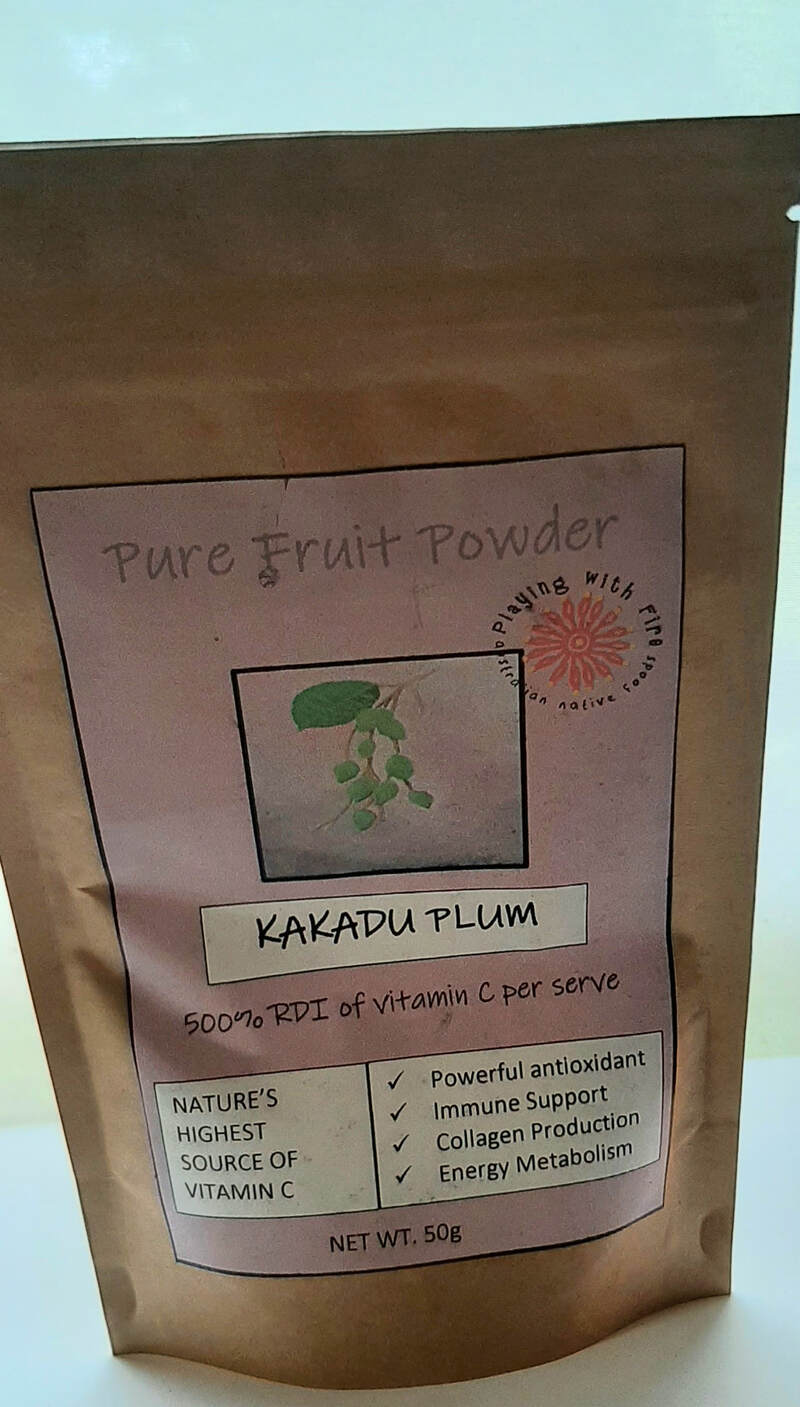 Pure Fruit Powder
Playing with Fire
Australian native foods
KAKADU PLUM
500% RDI of vitamin C per serve
NATURE'S
HIGHEST
SOURCE OF
VITAMIN C
✓ Powerful antioxidant
✓ Immune Support
✓ Collagen Production
✓ Energy Metabolism
NET WT. 50g